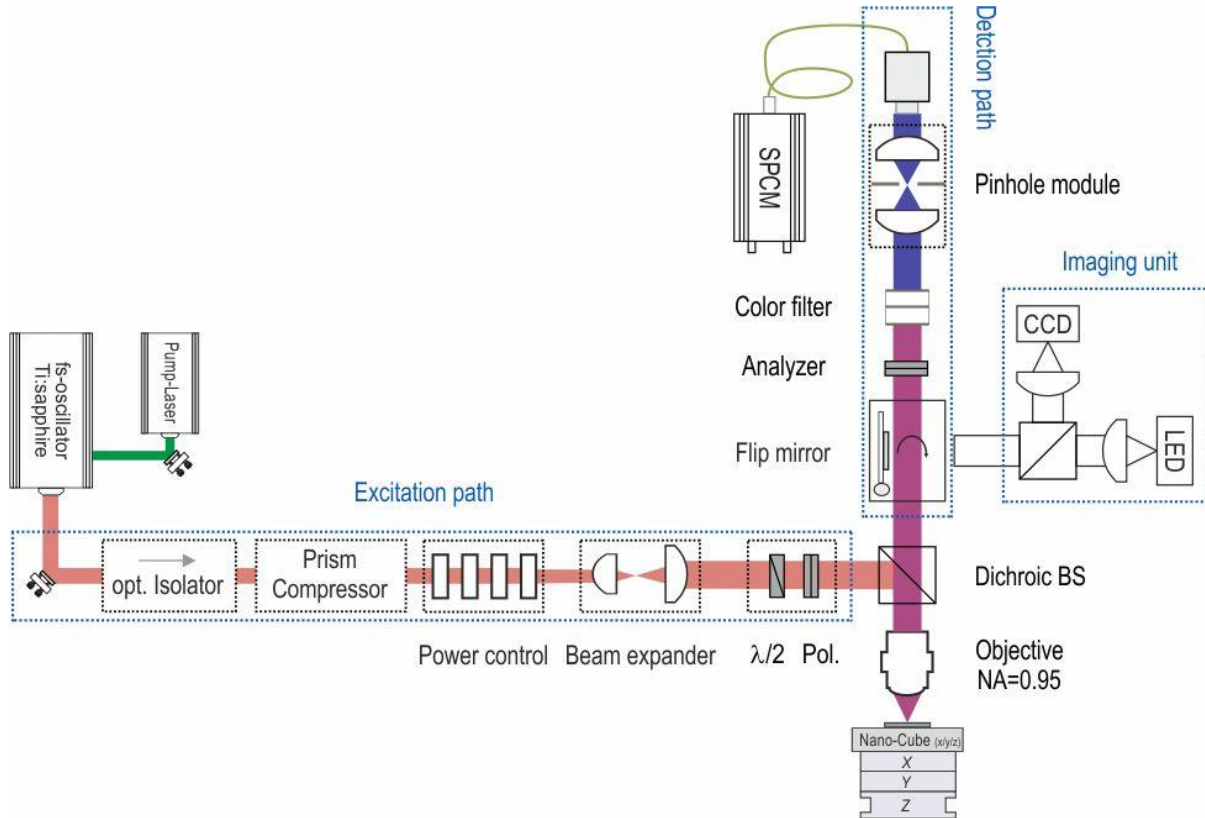 Detction path
SPCM
Pinhole module
Imaging unit
Color filter
CCD
Analyzer
LED
Flip mirror
fs-oscillator
Ti:sapphire
Pump-Laser
Excitation path
opt. Isolator
Prism
Compressor
Dichroic BS
Power control
Beam expander
λ/2
Pol.
Objective
NA=0.95
Nano-Cube (x/y/z)
X
Y
Z